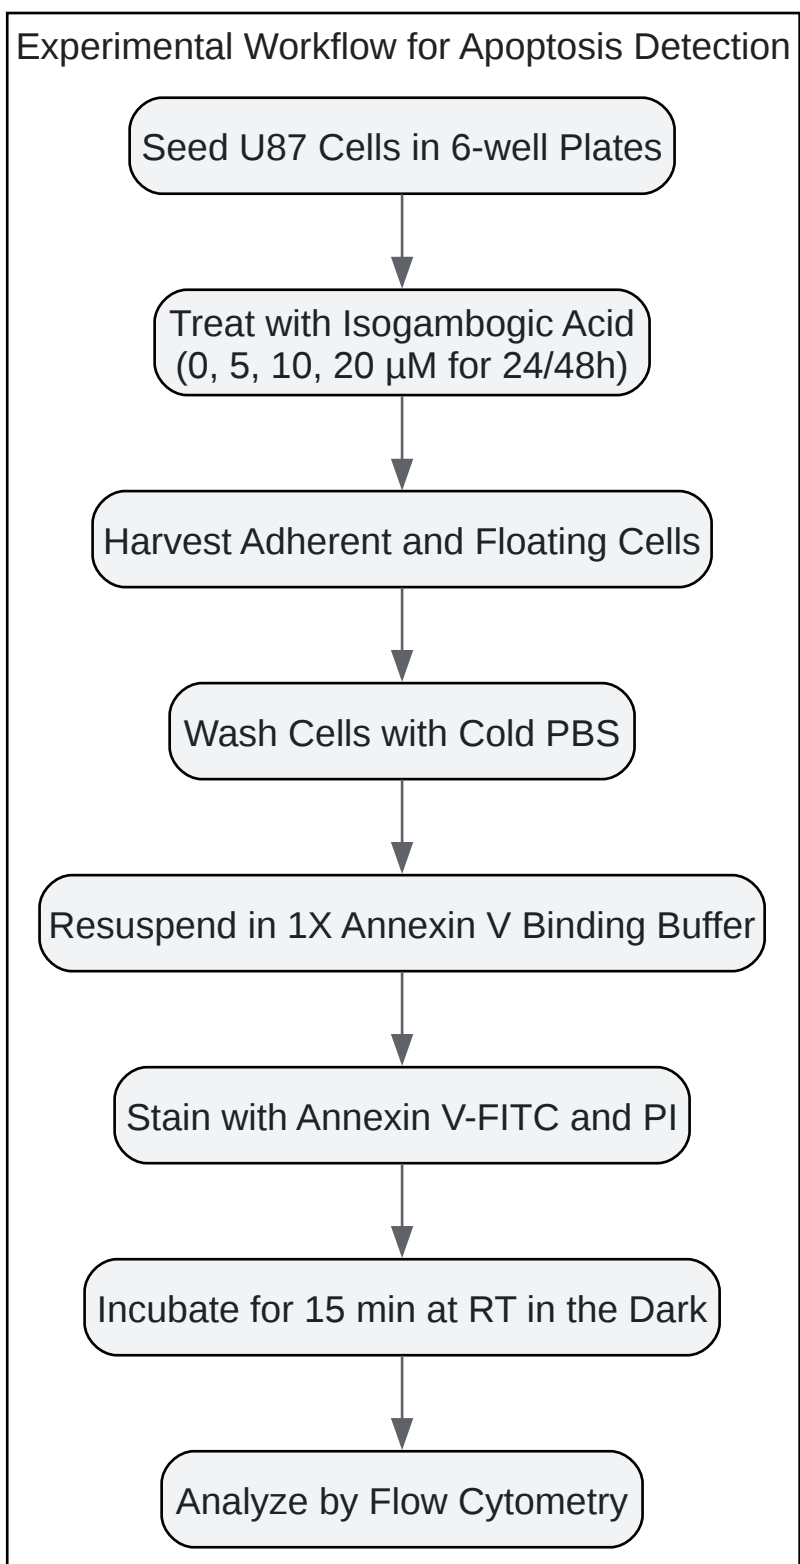 Experimental Workflow for Apoptosis Detection
Seed U87 Cells in 6-well Plates
Treat with Isogambogic Acid
(0, 5, 10, 20 µM for 24/48h)
Harvest Adherent and Floating Cells
Wash Cells with Cold PBS
Resuspend in 1X Annexin V Binding Buffer
Stain with Annexin V-FITC and PI
Incubate for 15 min at RT in the Dark
Analyze by Flow Cytometry